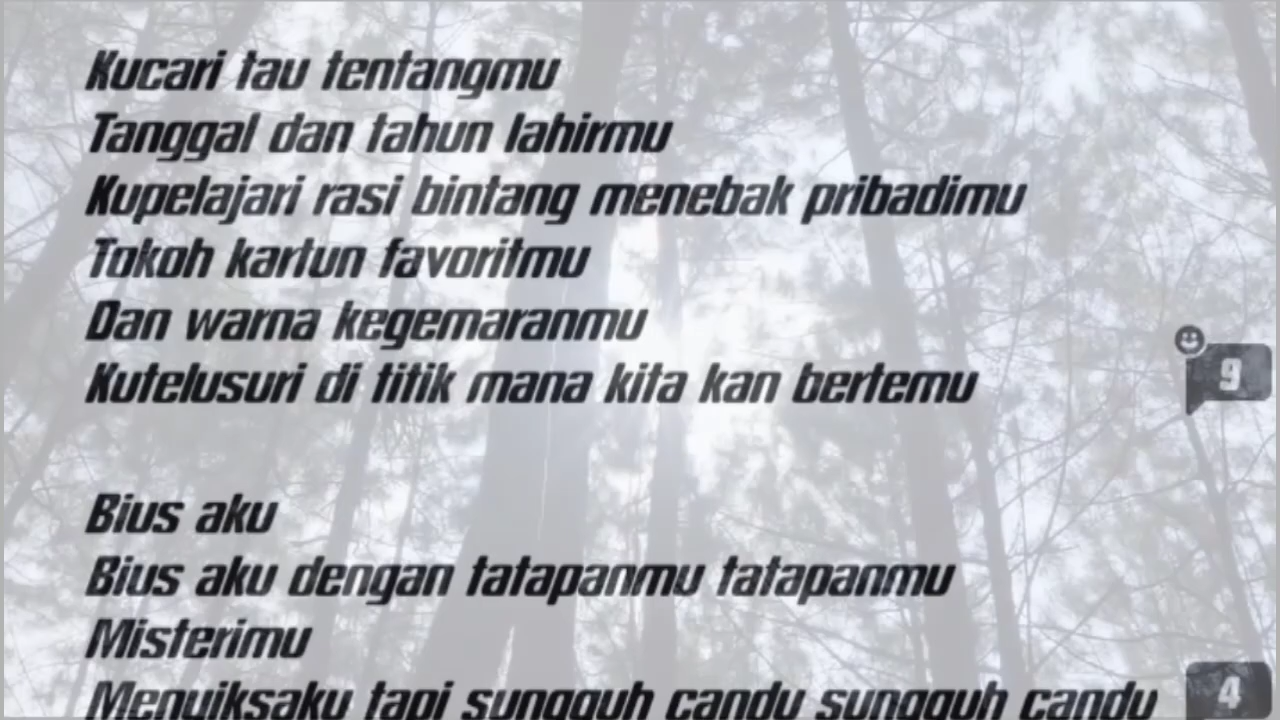 Kucari tau tentangmu
Tanggal dan tahun lahirmu
Kupelajari rasi bintang menebak pribadimu
Tokoh kartun favoritmu
Dan warna kegemaranmu
Kutelusuri di titik mana kita kan bertemu
9
Bius aku
Bius aku dengan tatapanmu tatapanmu
Misterimu
Menyiksaku tapi sungguh candu sungguh candu
4